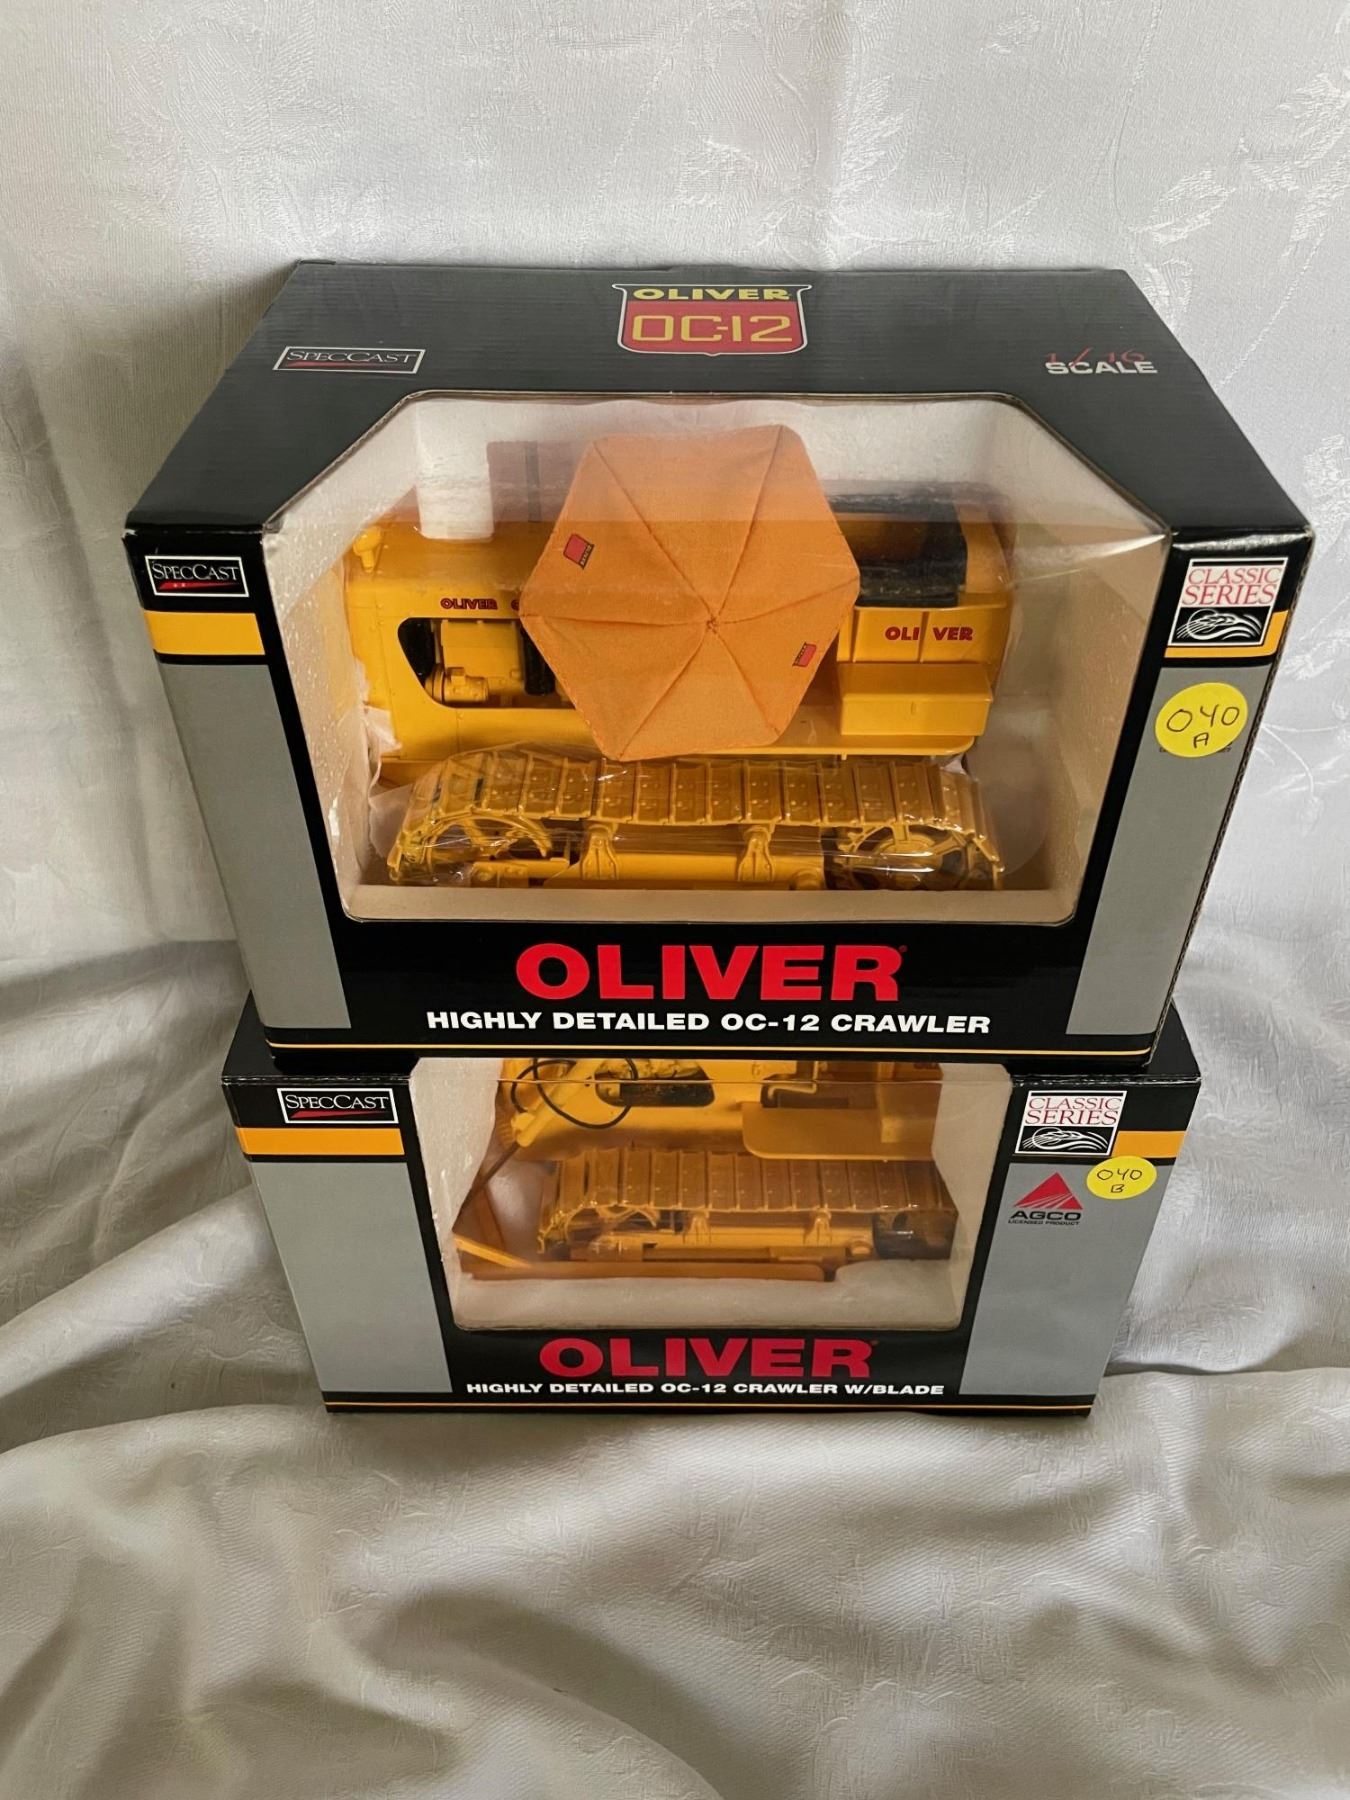 OLIVER
OC-12
SPECCAST
1/16
SCALE
SPECCAST
CLASSIC
SERIES
OLIVER
OLIVER
040
A
OLIVER
HIGHLY DETAILED OC-12 CRAWLER
SPECCAST
CLASSIC
SERIES
AGCO
LICENSED PRODUCT
040
B
OLIVER
HIGHLY DETAILED OC-12 CRAWLER W/BLADE